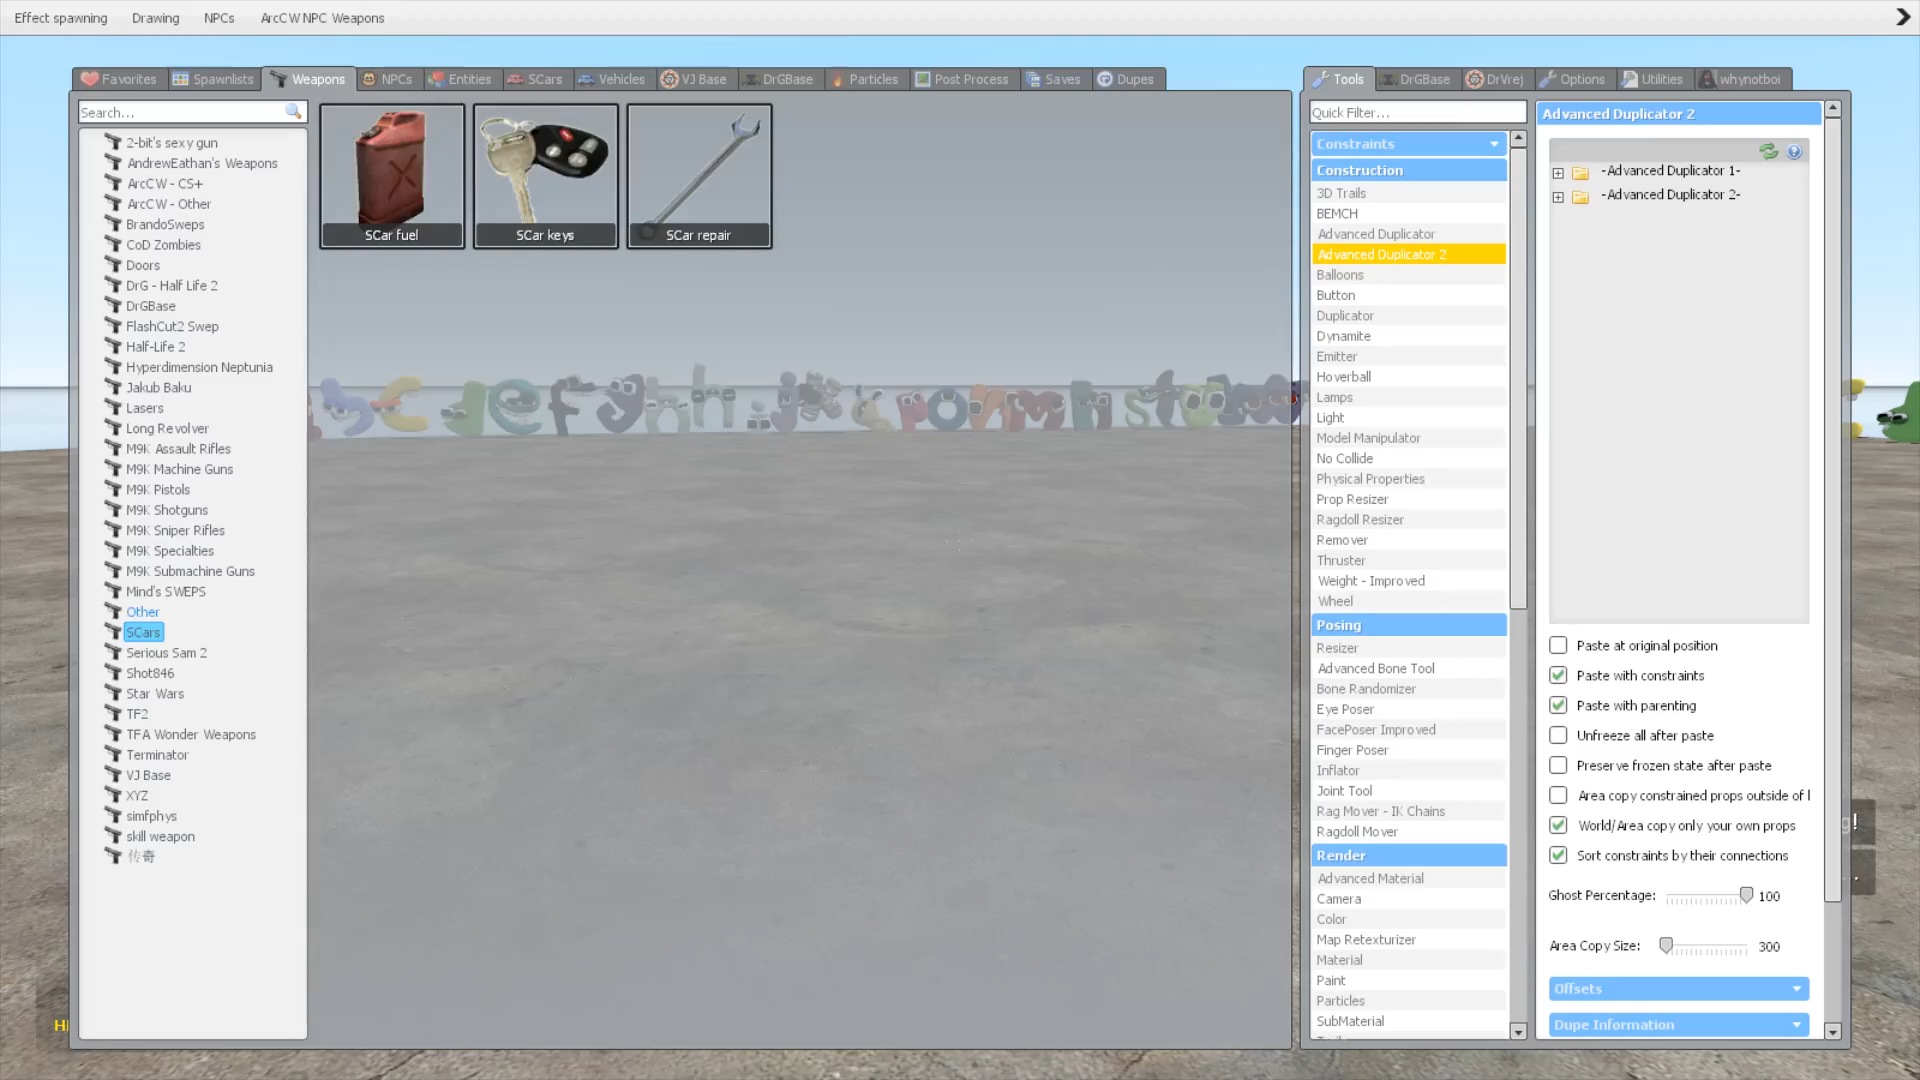 Effect spawning
Drawing
NPCs
ArcCW NPC Weapons
Favorites
Spawnlists
Weapons
NPCs
Entities
SCars
Vehicles
VJ Base
DrGBase
Particles
Post Process
Saves
Dupes
Search...
2-bit's sexy gun
AndrewEathan's Weapons
ArcCW - CS+
ArcCW - Other
BrandoSweps
CoD Zombies
Doors
DrG - Half Life 2
DrGBase
FlashCut2 Swep
Half-Life 2
Hyperdimension Neptunia
Jakub Baku
Lasers
Long Revolver
M9K Assault Rifles
M9K Machine Guns
M9K Pistols
M9K Shotguns
M9K Sniper Rifles
M9K Specialties
M9K Submachine Guns
Mind's SWEPS
Other
SCars
Serious Sam 2
Shot846
Star Wars
TF2
TFA Wonder Weapons
Terminator
VJ Base
XYZ
simfphys
skill weapon
传奇
SCar fuel
SCar keys
SCar repair
Tools
DrGBase
DrVrej
Options
Utilities
whynotboi
Quick Filter...
Constraints
Construction
3D Trails
BEMCH
Advanced Duplicator
Advanced Duplicator 2
Balloons
Button
Duplicator
Dynamite
Emitter
Hoverball
Lamps
Light
Model Manipulator
No Collide
Physical Properties
Prop Resizer
Ragdoll Resizer
Remover
Thruster
Weight - Improved
Wheel
Posing
Resizer
Advanced Bone Tool
Bone Randomizer
Eye Poser
FacePoser Improved
Finger Poser
Inflator
Joint Tool
Rag Mover - IK Chains
Ragdoll Mover
Render
Advanced Material
Camera
Color
Map Retexturizer
Material
Paint
Particles
SubMaterial
Advanced Duplicator 2
-Advanced Duplicator 1-
-Advanced Duplicator 2-
Paste at original position
Paste with constraints
Paste with parenting
Unfreeze all after paste
Preserve frozen state after paste
Area copy constrained props outside of
World/Area copy only your own props
Sort constraints by their connections
Ghost Percentage: 100
Area Copy Size: 300
Offsets
Dupe Information
g!